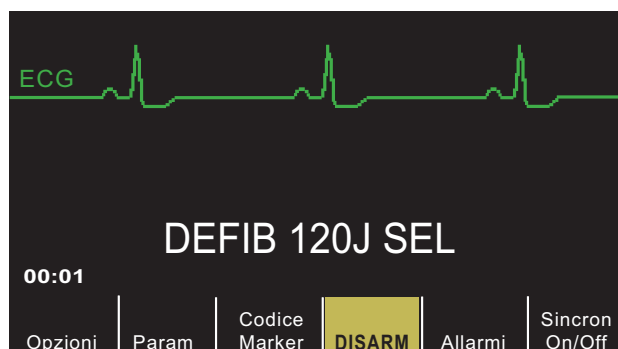 ECG
DEFIB 120J SEL
00:01
Opzioni
Param
Codice
Marker
DISARM
Allarmi
Sincron
On/Off